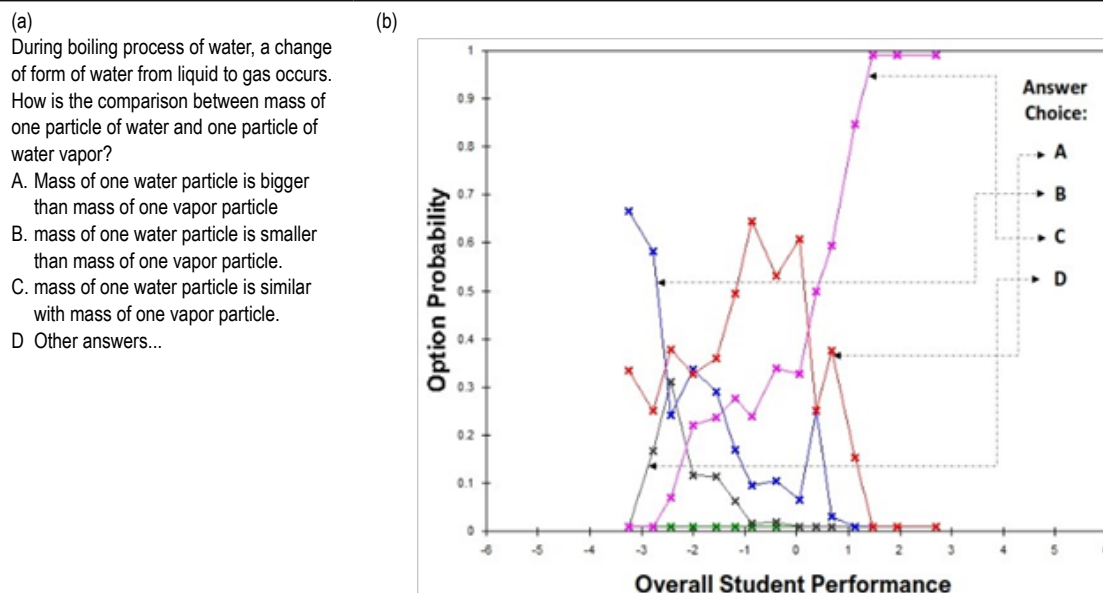 (a)
During boiling process of water, a change
of form of water from liquid to gas occurs.
How is the comparison between mass of
one particle of water and one particle of
water vapor?
A. Mass of one water particle is bigger
than mass of one vapor particle
B. mass of one water particle is smaller
than mass of one vapor particle.
C. mass of one water particle is similar
with mass of one vapor particle.
D Other answers...
(b)
Option Probability
1
0.9
0.8
0.7
0.6
0.5
0.4
0.3
0.2
0.1
0
-6 -5 -4 -3 -2 -1 0 1 2 3 4 5
Overall Student Performance
Answer
Choice:
A
B
C
D